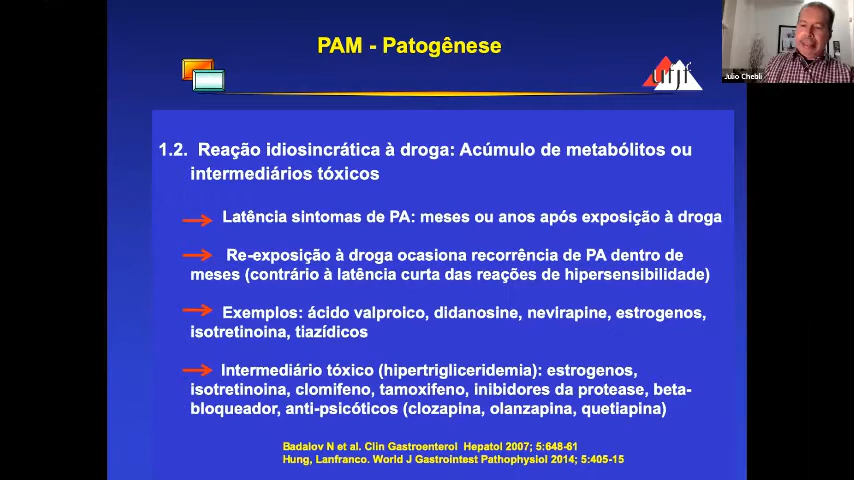 PAM - Patogênese
ufjf
Julio Chebli
1.2. Reação idiosincrática à droga: Acúmulo de metabólitos ou
intermediários tóxicos
Latência sintomas de PA: meses ou anos após exposição à droga
Re-exposição à droga ocasiona recorrência de PA dentro de
meses (contrário à latência curta das reações de hipersensibilidade)
Exemplos: ácido valproico, didanosine, nevirapine, estrogenos,
isotretinoina, tiazídicos
Intermediário tóxico (hipertrigliceridemia): estrogenos,
isotretinoina, clomifeno, tamoxifeno, inibidores da protease, beta-
bloqueador, anti-psicóticos (clozapina, olanzapina, quetiapina)
Badalov N et al. Clin Gastroenterol Hepatol 2007; 5:648-61
Hung, Lanfranco. World J Gastrointest Pathophysiol 2014; 5:405-15